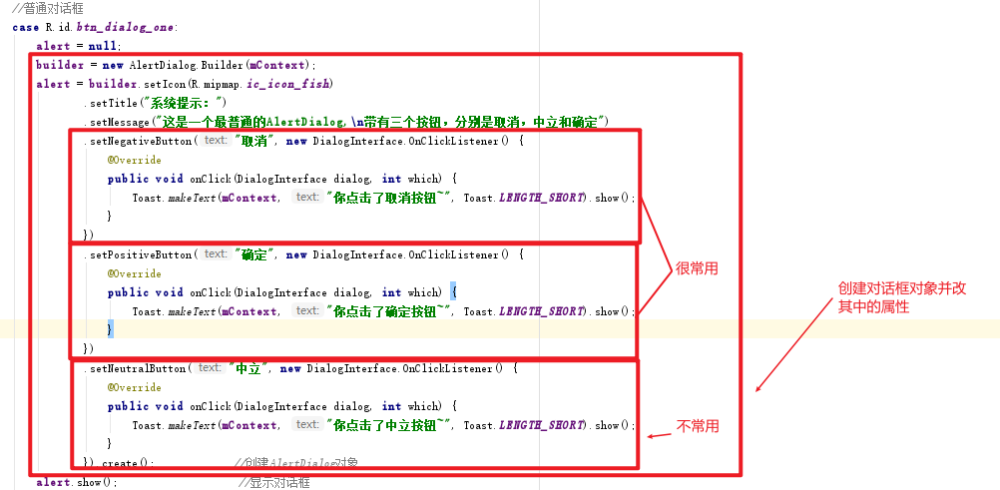 //普通对话框
case R.id.btn_dialog_one:
alert = null;
builder = new AlertDialog.Builder(mContext);
alert = builder.setIcon(R.mipmap.ic_icon_fish)
.setTitle("系统提示：")
.setMessage("这是一个最普通的AlertDialog,\n带有三个按钮，分别是取消，中立和确定")
.setNegativeButton( text: "取消", new DialogInterface.OnClickListener() {
@Override
public void onClick(DialogInterface dialog, int which) {
Toast.makeText(mContext, text: "你点击了取消按钮~", Toast.LENGTH_SHORT).show();
}
})
.setPositiveButton( text: "确定", new DialogInterface.OnClickListener() {
@Override
public void onClick(DialogInterface dialog, int which) {
Toast.makeText(mContext, text: "你点击了确定按钮~", Toast.LENGTH_SHORT).show();
}
})
.setNeutralButton( text: "中立", new DialogInterface.OnClickListener() {
@Override
public void onClick(DialogInterface dialog, int which) {
Toast.makeText(mContext, text: "你点击了中立按钮~", Toast.LENGTH_SHORT).show();
}
}).create(); //创建AlertDialog对象
alert.show(); //显示对话框
很常用
不常用
创建对话框对象并改
其中的属性